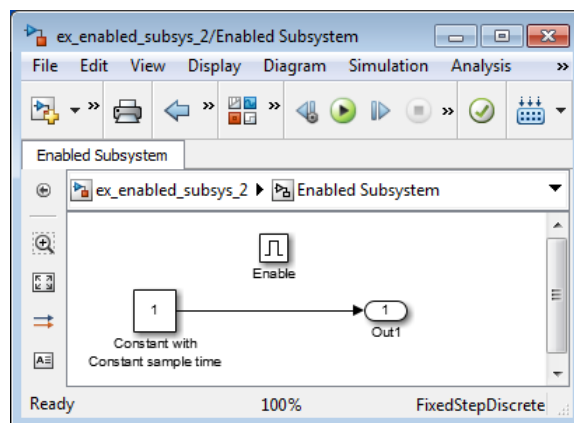 ex_enabled_subsys_2/Enabled Subsystem
File Edit View Display Diagram Simulation Analysis »
» » » »
Enabled Subsystem
ex_enabled_subsys_2 Enabled Subsystem
Enable
1
1
Out1
Constant with
Constant sample time
A
Ready 100% FixedStepDiscrete